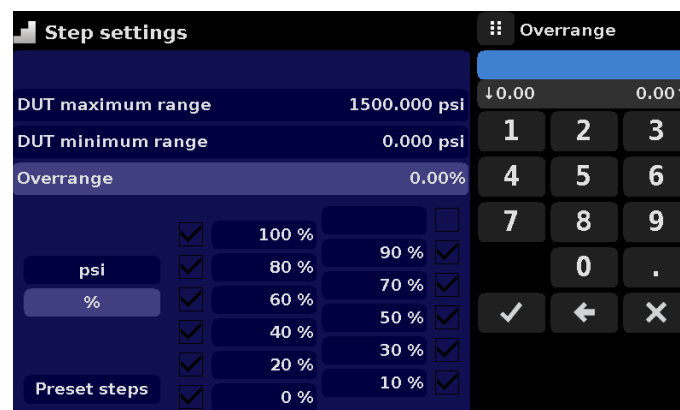 Step settings
Overrange
DUT maximum range 1500.000 psi
DUT minimum range 0.000 psi
Overrange 0.00%
psi
%
Preset steps
100 %
90 %
80 %
70 %
60 %
50 %
40 %
30 %
20 %
10 %
0 %
↓0.00 0.00
1 2 3
4 5 6
7 8 9
0 .